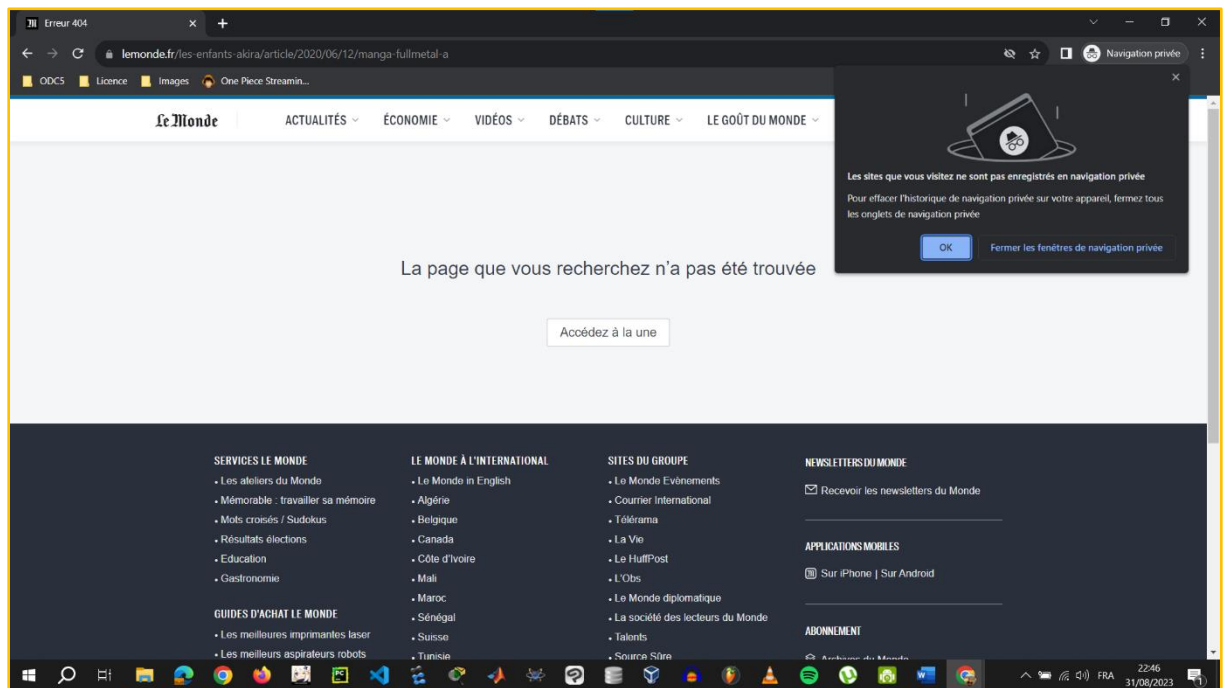 Erreur 404
lemonde.fr/les-enfants-akira/article/2020/06/12/manga-fullmetal-a
Navigation privée
ODC5 Licence Images One Piece Streamin...
Le Monde ACTUALITÉS ÉCONOMIE VIDÉOS DÉBATS CULTURE LE GOÛT DU MONDE
Les sites que vous visitez ne sont pas enregistrés en navigation privée
Pour effacer l'historique de navigation privée sur votre appareil, fermez tous
les onglets de navigation privée
OK Fermer les fenêtres de navigation privée
La page que vous recherchez n'a pas été trouvée
Accédez à la une
SERVICES LE MONDE
• Les ateliers du Monde
• Mémorable : travailler sa mémoire
• Mots croisés / Sudokus
• Résultats élections
• Education
• Gastronomie
GUIDES D'ACHAT LE MONDE
• Les meilleures imprimantes laser
• Les meilleurs aspirateurs robots
LE MONDE À L'INTERNATIONAL
• Le Monde in English
• Algérie
• Belgique
• Canada
• Côte d'Ivoire
• Mali
• Maroc
• Sénégal
• Suisse
• Tunisie
SITES DU GROUPE
• Le Monde Evènements
• Courrier International
• Télérama
• La Vie
• Le HuffPost
• L'Obs
• Le Monde diplomatique
• La société des lecteurs du Monde
• Talents
• Source Sûre
NEWSLETTERS DU MONDE
Recevoir les newsletters du Monde
APPLICATIONS MOBILES
Sur iPhone | Sur Android
ABONNEMENT
Archives du Monde
FRA
22:46
31/08/2023